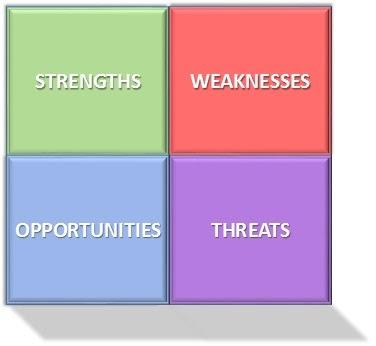 STRENGTHS
WEAKNESSES
OPPORTUNITIES
THREATS